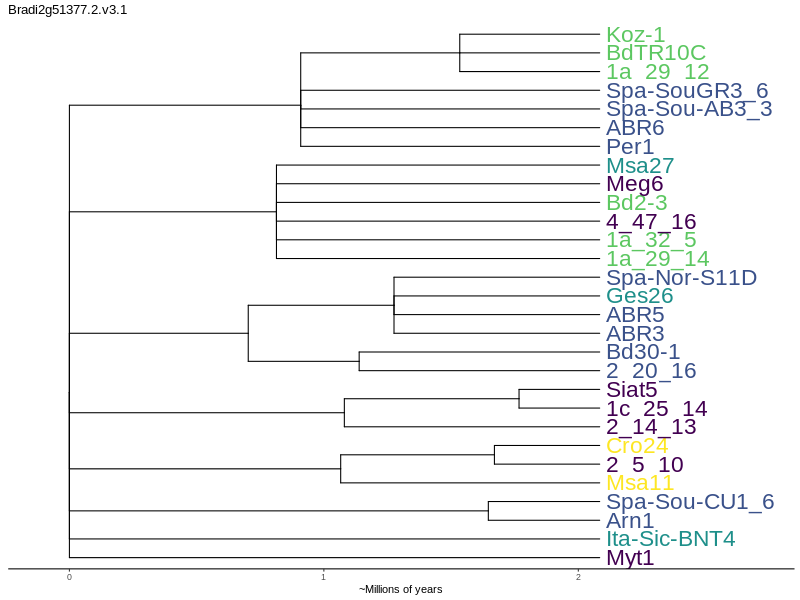 Bradi2g51377.2.v3.1
Koz-1
BdTR10C
1a_29_12
Spa-SouGR3_6
Spa-Sou-AB3_3
ABR6
Per1
Msa27
Meg6
Bd2-3
4_47_16
1a_32_5
1a_29_14
Spa-Nor-S11D
Ges26
ABR5
ABR3
Bd30-1
2_20_16
Siat5
1c_25_14
2_14_13
Cro24
2_5_10
Msa11
Spa-Sou-CU1_6
Arn1
Ita-Sic-BNT4
Myt1
0 1 2
~Millions of years